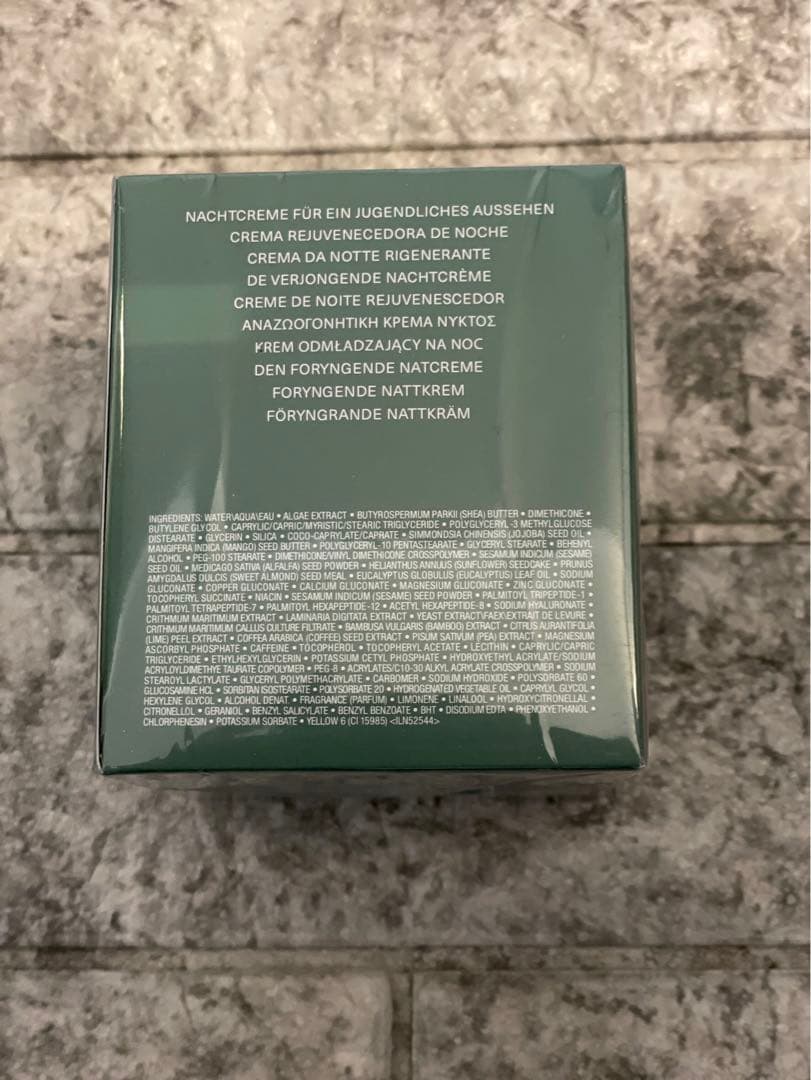 NACHTCREME FÜR EIN JUGENDLICHES AUSSEHEN
CREMA REJUVENECEDORA DE NOCHE
CREMA DA NOTTE RIGENERANTE
DE VERJONGENDE NACHTCRÈME
CREME DE NOITE REJUVENESCEDOR
ΑΝΑΖΩΟΓΟΝΗΤΙΚΗ ΚΡΕΜΑ ΝΥΚΤΟΣ
KREM ODMŁADZAJĄCY NA NOC
DEN FORYNGENDE NATCREME
FORYNGENDE NATTKREM
FÖRYNGRANDE NATTKRÄM
INGREDIENTS: WATER\AQUA\EAU • ALGAE EXTRACT • BUTYROSPERMUM PARKII (SHEA) BUTTER • DIMETHICONE •
BUTYLENE GLYCOL • CAPRYLIC/CAPRIC/MYRISTIC/STEARIC TRIGLYCERIDE • POLYGLYCERYL-3 METHYLGLUCOSE
DISTEARATE • GLYCERIN • SILICA • COCO-CAPRYLATE/CAPRATE • SIMMONDSIA CHINENSIS (JOJOBA) SEED OIL •
MANGIFERA INDICA (MANGO) SEED BUTTER • POLYGLYCERYL-10 PENTASTEARATE • GLYCERYL STEARATE • BEHENYL
ALCOHOL • PEG-100 STEARATE • DIMETHICONE/VINYL DIMETHICONE CROSSPOLYMER • SESAMUM INDICUM (SESAME)
SEED OIL • MEDICAGO SATIVA (ALFALFA) SEED POWDER • HELIANTHUS ANNUUS (SUNFLOWER) SEEDCAKE • PRUNUS
AMYGDALUS DULCIS (SWEET ALMOND) SEED MEAL • EUCALYPTUS GLOBULUS (EUCALYPTUS) LEAF OIL • SODIUM
GLUCONATE • COPPER GLUCONATE • CALCIUM GLUCONATE • MAGNESIUM GLUCONATE • ZINC GLUCONATE •
TOCOPHERYL SUCCINATE • NIACIN • SESAMUM INDICUM (SESAME) SEED POWDER • PALMITOYL TRIPEPTIDE-1 •
PALMITOYL TETRAPEPTIDE-7 • PALMITOYL HEXAPEPTIDE-12 • ACETYL HEXAPEPTIDE-8 • SODIUM HYALURONATE •
CRITHMUM MARITIMUM EXTRACT • LAMINARIA DIGITATA EXTRACT • YEAST EXTRACT\FAEX\EXTRAIT DE LEVURE •
CRITHMUM MARITIMUM CALLUS CULTURE FILTRATE • BAMBUSA VULGARIS (BAMBOO) EXTRACT • CITRUS AURANTIFOLIA
(LIME) PEEL EXTRACT • COFFEA ARABICA (COFFEE) SEED EXTRACT • PISUM SATIVUM (PEA) EXTRACT • MAGNESIUM
ASCORBYL PHOSPHATE • CAFFEINE • TOCOPHEROL • TOCOPHERYL ACETATE • LECITHIN • CAPRYLIC/CAPRIC
TRIGLYCERIDE • ETHYLHEXYLGLYCERIN • POTASSIUM CETYL PHOSPHATE • HYDROXYETHYL ACRYLATE/SODIUM
ACRYLOYLDIMETHYL TAURATE COPOLYMER • PEG-8 • ACRYLATES/C10-30 ALKYL ACRYLATE CROSSPOLYMER • SODIUM
STEAROYL LACTYLATE • GLYCERYL POLYMETHACRYLATE • CARBOMER • SODIUM HYDROXIDE • POLYSORBATE 60 •
GLUCOSAMINE HCL • SORBITAN ISOSTEARATE • POLYSORBATE 20 • HYDROGENATED VEGETABLE OIL • CAPRYLYL GLYCOL •
HEXYLENE GLYCOL • ALCOHOL DENAT. • FRAGRANCE (PARFUM) • LIMONENE • LINALOOL • HYDROXYCITRONELLAL •
CITRONELLOL • GERANIOL • BENZYL SALICYLATE • BENZYL BENZOATE • BHT • DISODIUM EDTA • PHENOXYETHANOL •
CHLORPHENESIN • POTASSIUM SORBATE • YELLOW 6 (CI 15985) <ILN52544>